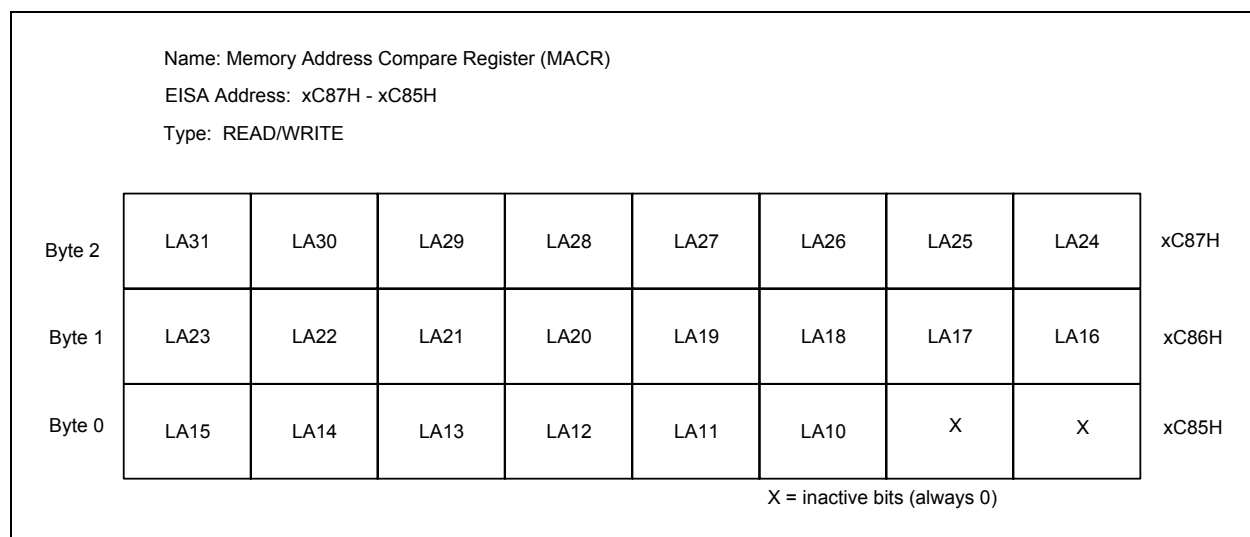 Name: Memory Address Compare Register (MACR)
EISA Address: xC87H - xC85H
Type: READ/WRITE
Byte 2 LA31 LA30 LA29 LA28 LA27 LA26 LA25 LA24 xC87H
Byte 1 LA23 LA22 LA21 LA20 LA19 LA18 LA17 LA16 xC86H
Byte 0 LA15 LA14 LA13 LA12 LA11 LA10 X X xC85H
X = inactive bits (always 0)